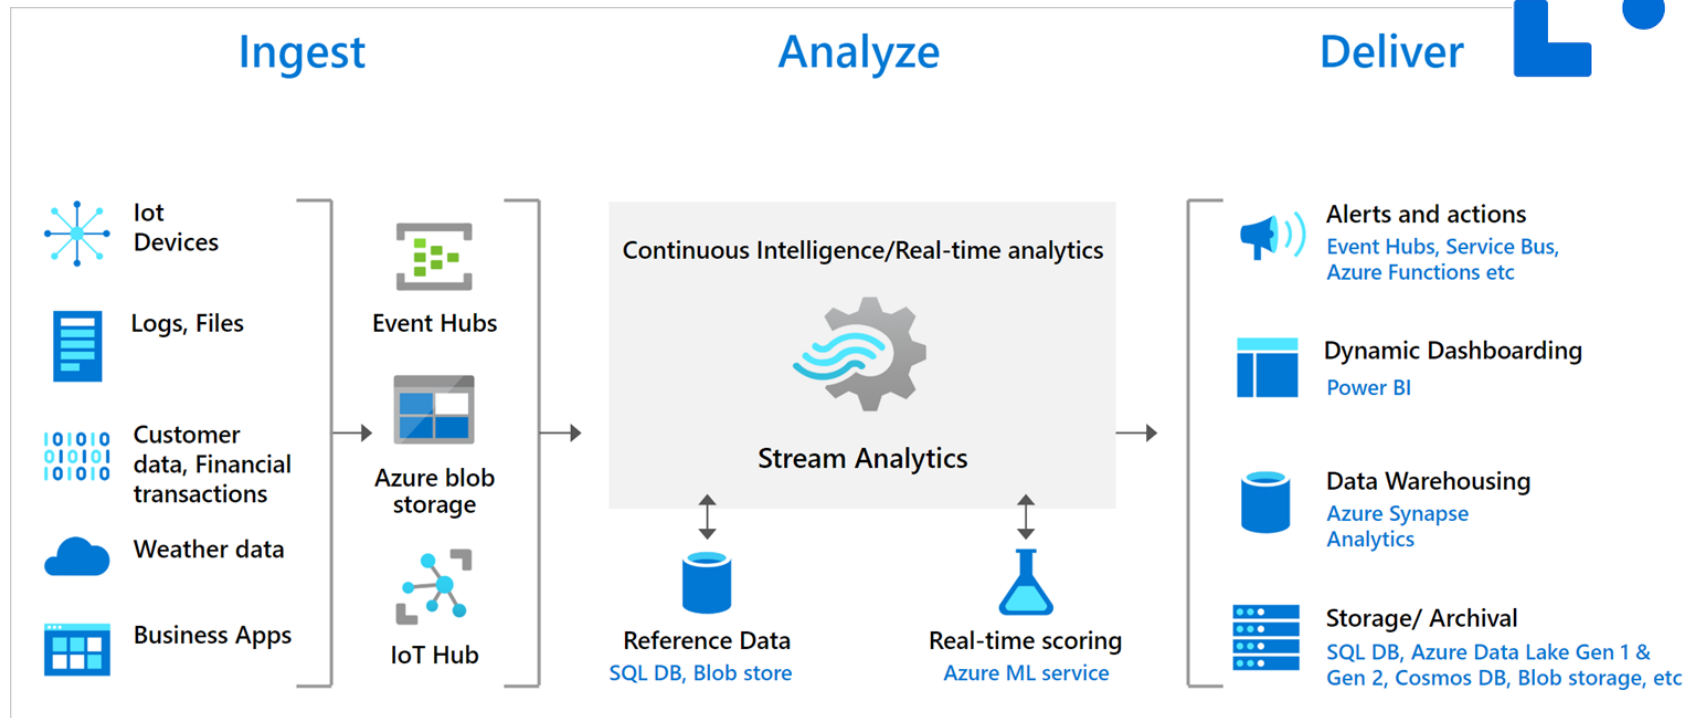 Ingest
Analyze
Deliver
Iot
Devices
Logs, Files
Customer
data, Financial
transactions
Weather data
Business Apps
Event Hubs
Azure blob
storage
IoT Hub
Continuous Intelligence/Real-time analytics
Stream Analytics
Reference Data
SQL DB, Blob store
Real-time scoring
Azure ML service
Alerts and actions
Event Hubs, Service Bus,
Azure Functions etc
Dynamic Dashboarding
Power BI
Data Warehousing
Azure Synapse
Analytics
Storage/ Archival
SQL DB, Azure Data Lake Gen 1 &
Gen 2, Cosmos DB, Blob storage, etc